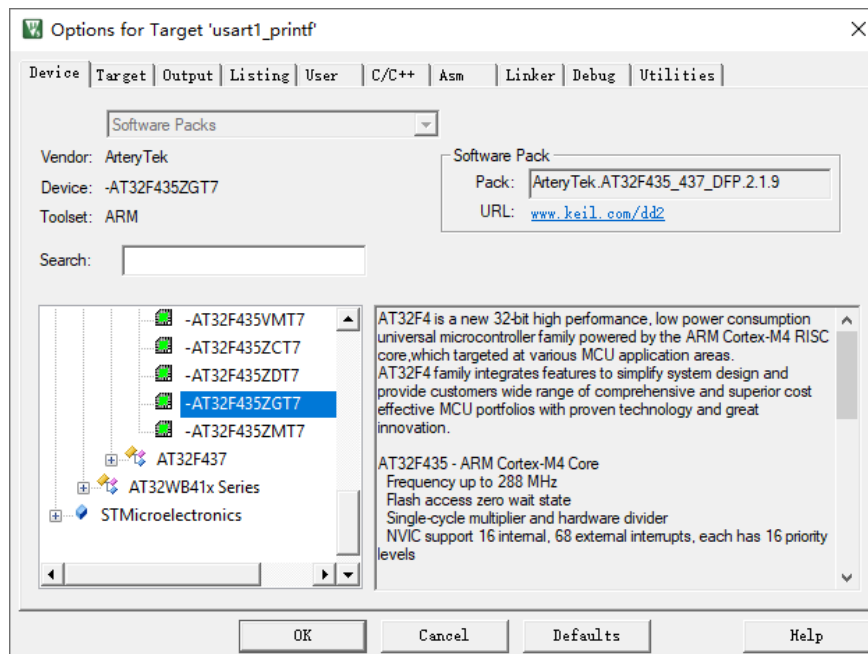 Options for Target 'usart1_printf'
Device Target Output Listing User C/C++ Asm Linker Debug Utilities
Software Packs
Vendor: ArteryTek
Device: -AT32F435ZGT7
Toolset: ARM
Search:
Software Pack
Pack: ArteryTek.AT32F435_437_DFP.2.1.9
URL: www.keil.com/dd2
-AT32F435VMT7
-AT32F435ZCT7
-AT32F435ZDT7
-AT32F435ZGT7
-AT32F435ZMT7
AT32F437
AT32WB41x Series
STMicroelectronics
AT32F4 is a new 32-bit high performance, low power consumption
universal microcontroller family powered by the ARM Cortex-M4 RISC
core,which targeted at various MCU application areas.
AT32F4 family integrates features to simplify system design and
provide customers wide range of comprehensive and superior cost
effective MCU portfolios with proven technology and great
innovation.
AT32F435 - ARM Cortex-M4 Core
Frequency up to 288 MHz
Flash access zero wait state
Single-cycle multiplier and hardware divider
NVIC support 16 internal, 68 external interrupts, each has 16 priority
levels
OK Cancel Defaults Help